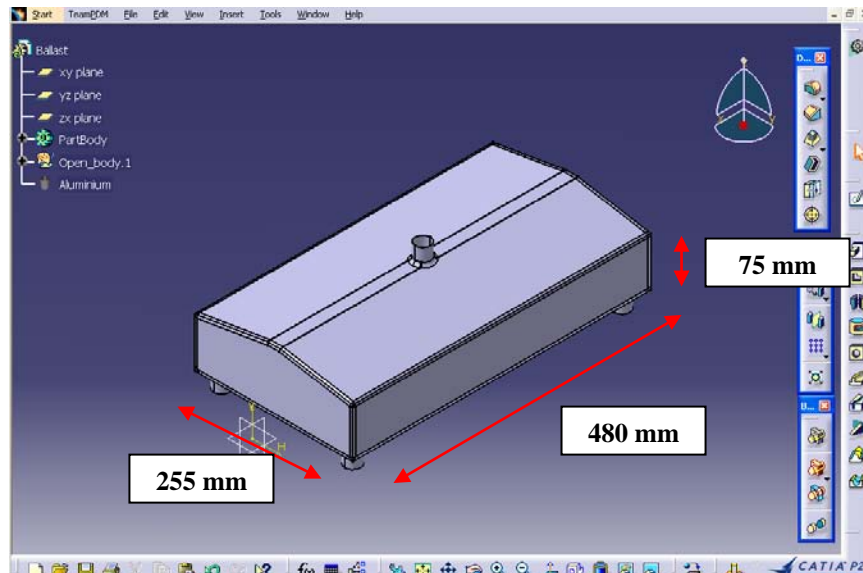 Start TeamPDM File Edit View Insert Tools Window Help
Ballast
xy plane
yz plane
zx plane
PartBody
Open_body.1
Aluminium
D...
75 mm
480 mm
255 mm
B...
H
f(x)
CATIA P2